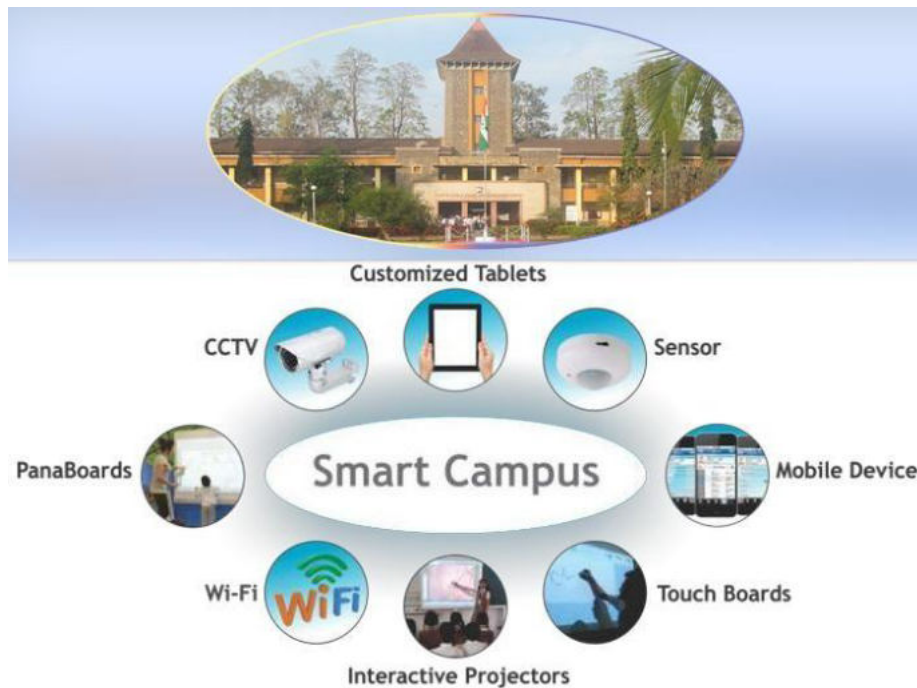 Customized Tablets
CCTV
Sensor
PanaBoards
Smart Campus
Mobile Device
Wi-Fi
WiFi
Touch Boards
Interactive Projectors